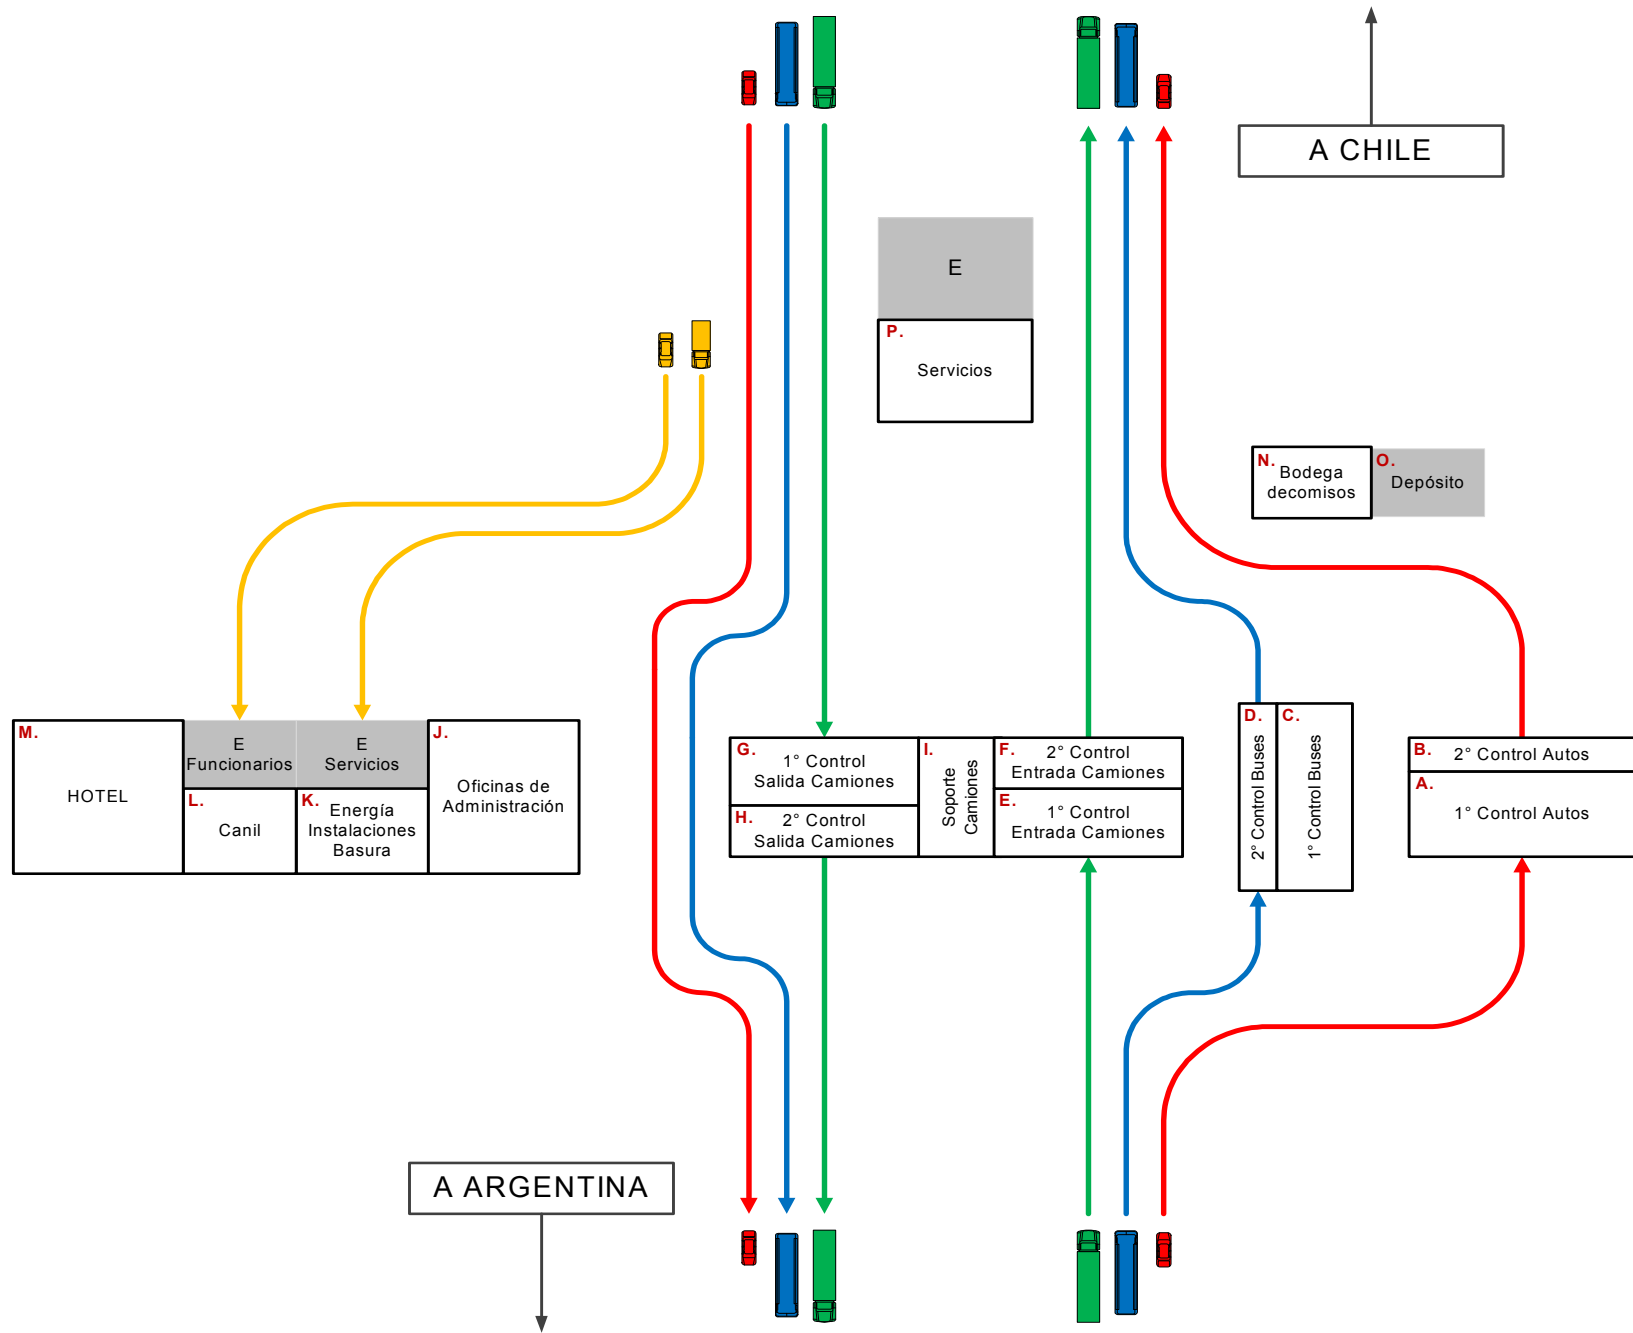 A CHILE
E
P.
Servicios
N.
Bodega
decomisos
O.
Depósito
M.
HOTEL
E
Funcionarios
E
Servicios
J.
Oficinas de
Administración
L.
Canil
K.
Energía
Instalaciones
Basura
G.
1° Control
Salida Camiones
H.
2° Control
Salida Camiones
I.
Soporte
Camiones
F.
2° Control
Entrada Camiones
E.
1° Control
Entrada Camiones
D.
2° Control Buses
C.
1° Control Buses
B.
2° Control Autos
A.
1° Control Autos
A ARGENTINA